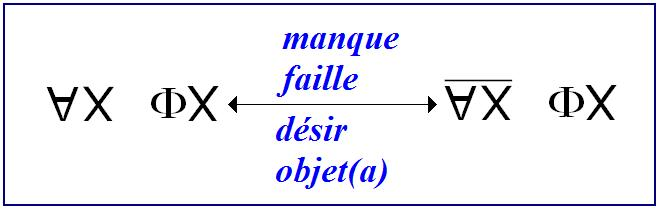 manque
faille
∀X ΦX ↔ ∀̅X̅ ΦX
désir
objet(a)